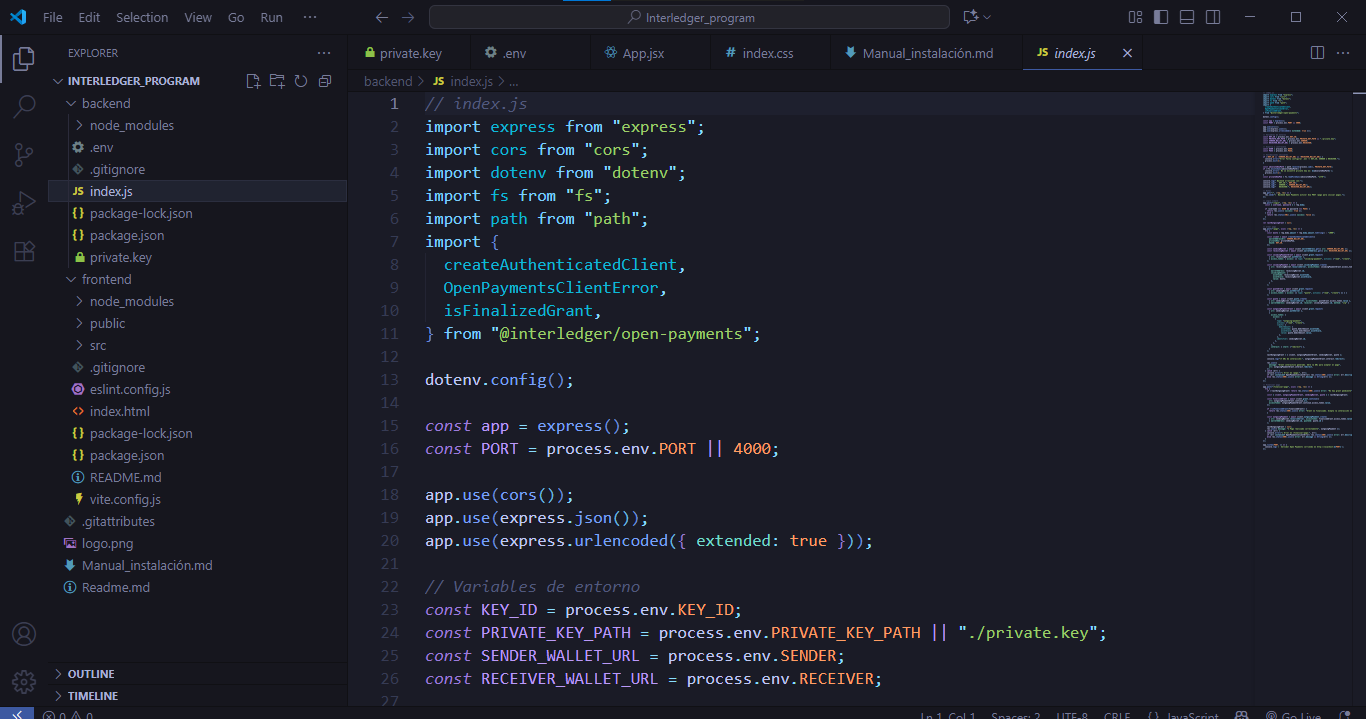 File Edit Selection View Go Run ···
Interledger_program
EXPLORER ···
INTERLEDGER_PROGRAM
backend
node_modules
.env
.gitignore
JS index.js
{} package-lock.json
{} package.json
private.key
frontend
node_modules
public
src
.gitignore
eslint.config.js
<> index.html
{} package-lock.json
{} package.json
README.md
vite.config.js
.gitattributes
logo.png
Manual_instalación.md
Readme.md
OUTLINE
TIMELINE
private.key .env App.jsx # index.css Manual_instalación.md JS index.js ···
backend > JS index.js > ...
1 // index.js
2 import express from "express";
3 import cors from "cors";
4 import dotenv from "dotenv";
5 import fs from "fs";
6 import path from "path";
7 import {
8 createAuthenticatedClient,
9 OpenPaymentsClientError,
10 isFinalizedGrant,
11 } from "@interledger/open-payments";
12
13 dotenv.config();
14
15 const app = express();
16 const PORT = process.env.PORT || 4000;
17
18 app.use(cors());
19 app.use(express.json());
20 app.use(express.urlencoded({ extended: true }));
21
22 // Variables de entorno
23 const KEY_ID = process.env.KEY_ID;
24 const PRIVATE_KEY_PATH = process.env.PRIVATE_KEY_PATH || "./private.key";
25 const SENDER_WALLET_URL = process.env.SENDER;
26 const RECEIVER_WALLET_URL = process.env.RECEIVER;
27
0 0 Ln 1, Col 1 Spaces: 2 UTF-8 CRLF {} JavaScript Go Live